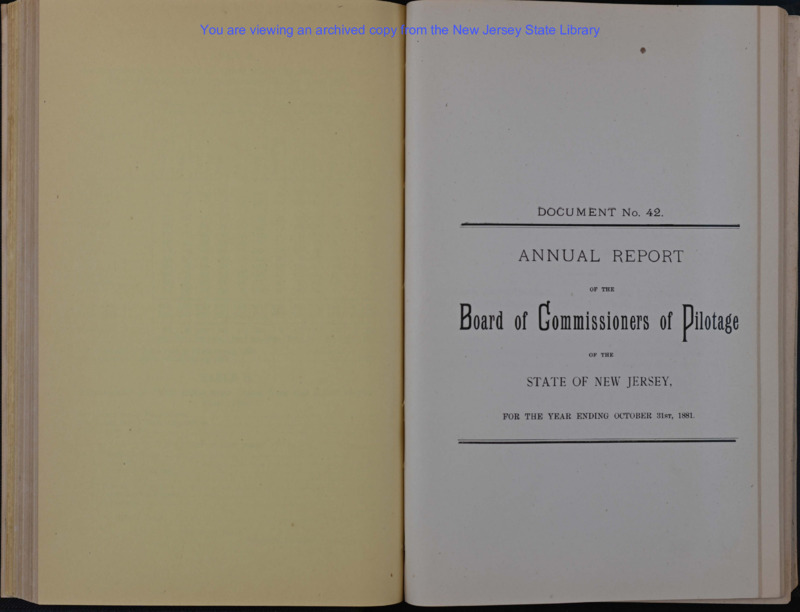 You are viewing an archived copy from the New Jersey State Library
DOCUMENT No. 42.
ANNUAL REPORT
OF THE
Board of Commissioners of Pilotage
OF THE
STATE OF NEW JERSEY,
FOR THE YEAR ENDING OCTOBER 31ST, 1881.